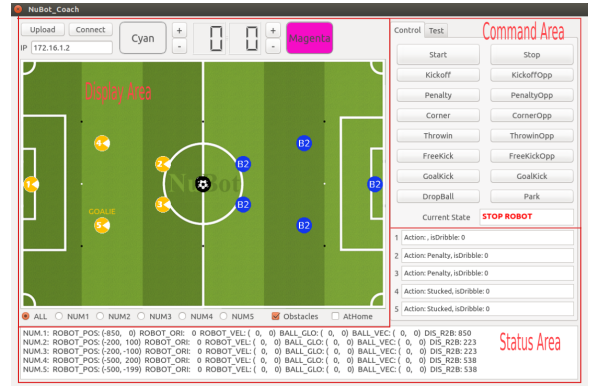 NuBot_Coach
Upload Connect
IP 172.16.1.2
Cyan + - 0 : 0 + - Magenta
Display Area
4
2
1
3
GOALIE
5
NuBot
B2
B2
B2
B2
B2
ALL NUM1 NUM2 NUM3 NUM4 NUM5 Obstacles AtHome
Command Area
Control Test
Start Stop
Kickoff KickoffOpp
Penalty PenaltyOpp
Corner CornerOpp
Throwin ThrowinOpp
FreeKick FreeKickOpp
GoalKick GoalKick
DropBall Park
Current State STOP ROBOT
1 Action: , isDribble: 0
2 Action: Penalty, isDribble: 0
3 Action: Penalty, isDribble: 0
4 Action: Stucked, isDribble: 0
5 Action: Stucked, isDribble: 0
NUM.1: ROBOT_POS:(-850, 0) ROBOT_ORI: 0 ROBOT_VEL:( 0, 0) BALL_GLO:( 0, 0) BALL_VEC:( 0, 0) DIS_R2B: 850
NUM.2: ROBOT_POS:(-200, 100) ROBOT_ORI: 0 ROBOT_VEL:( 0, 0) BALL_GLO:( 0, 0) BALL_VEC:( 0, 0) DIS_R2B: 223
NUM.3: ROBOT_POS:(-200,-100) ROBOT_ORI: 0 ROBOT_VEL:( 0, 0) BALL_GLO:( 0, 0) BALL_VEC:( 0, 0) DIS_R2B: 223
NUM.4: ROBOT_POS:(-500, 200) ROBOT_ORI: 0 ROBOT_VEL:( 0, 0) BALL_GLO:( 0, 0) BALL_VEC:( 0, 0) DIS_R2B: 538
NUM.5: ROBOT_POS:(-500,-199) ROBOT_ORI: 0 ROBOT_VEL:( 0, 0) BALL_GLO:( 0, 0) BALL_VEC:( 0, 0) DIS_R2B: 538
Status Area